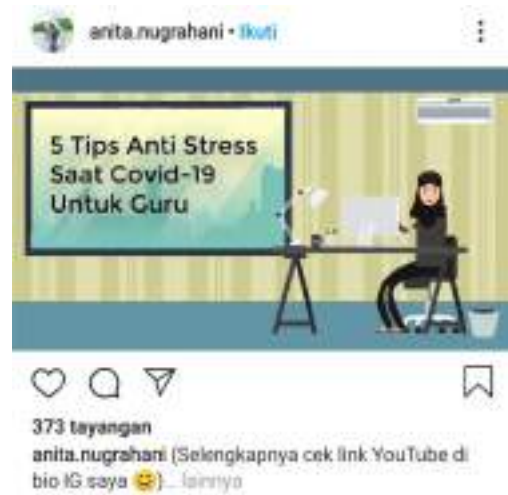 anita.nugrahani • Ikuti
5 Tips Anti Stress
Saat Covid-19
Untuk Guru
373 tayangan
anita.nugrahani (Selengkapnya cek link YouTube di
bio IG saya 😊)... lainnya